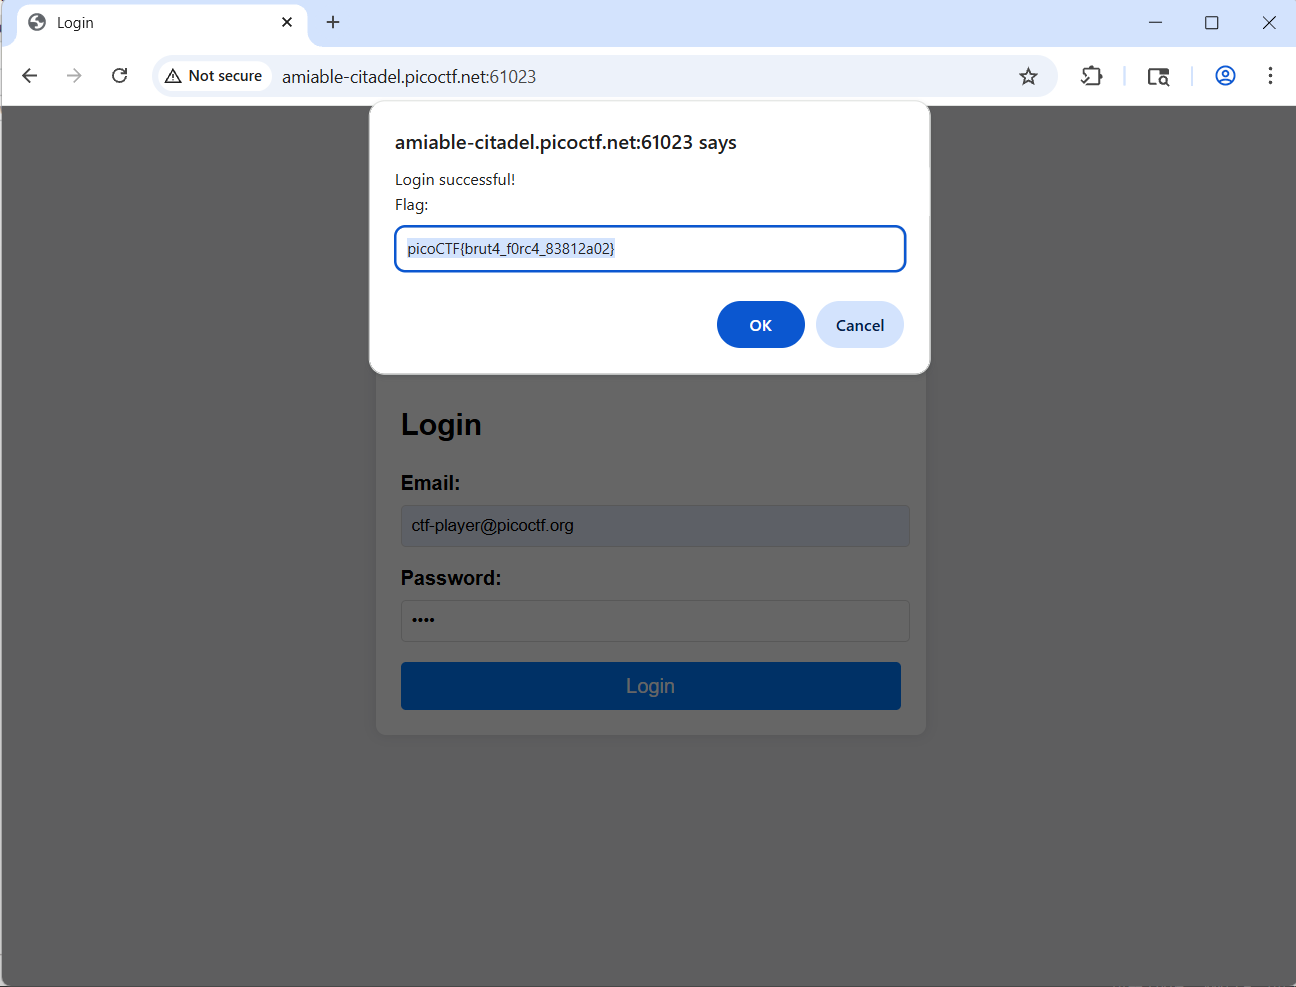 Login
Not secure
amiable-citadel.picoctf.net:61023
amiable-citadel.picoctf.net:61023 says
Login successful!
Flag:
picoCTF{brut4_f0rc4_83812a02}
OK
Cancel
Login
Email:
ctf-player@picoctf.org
Password:
••••
Login